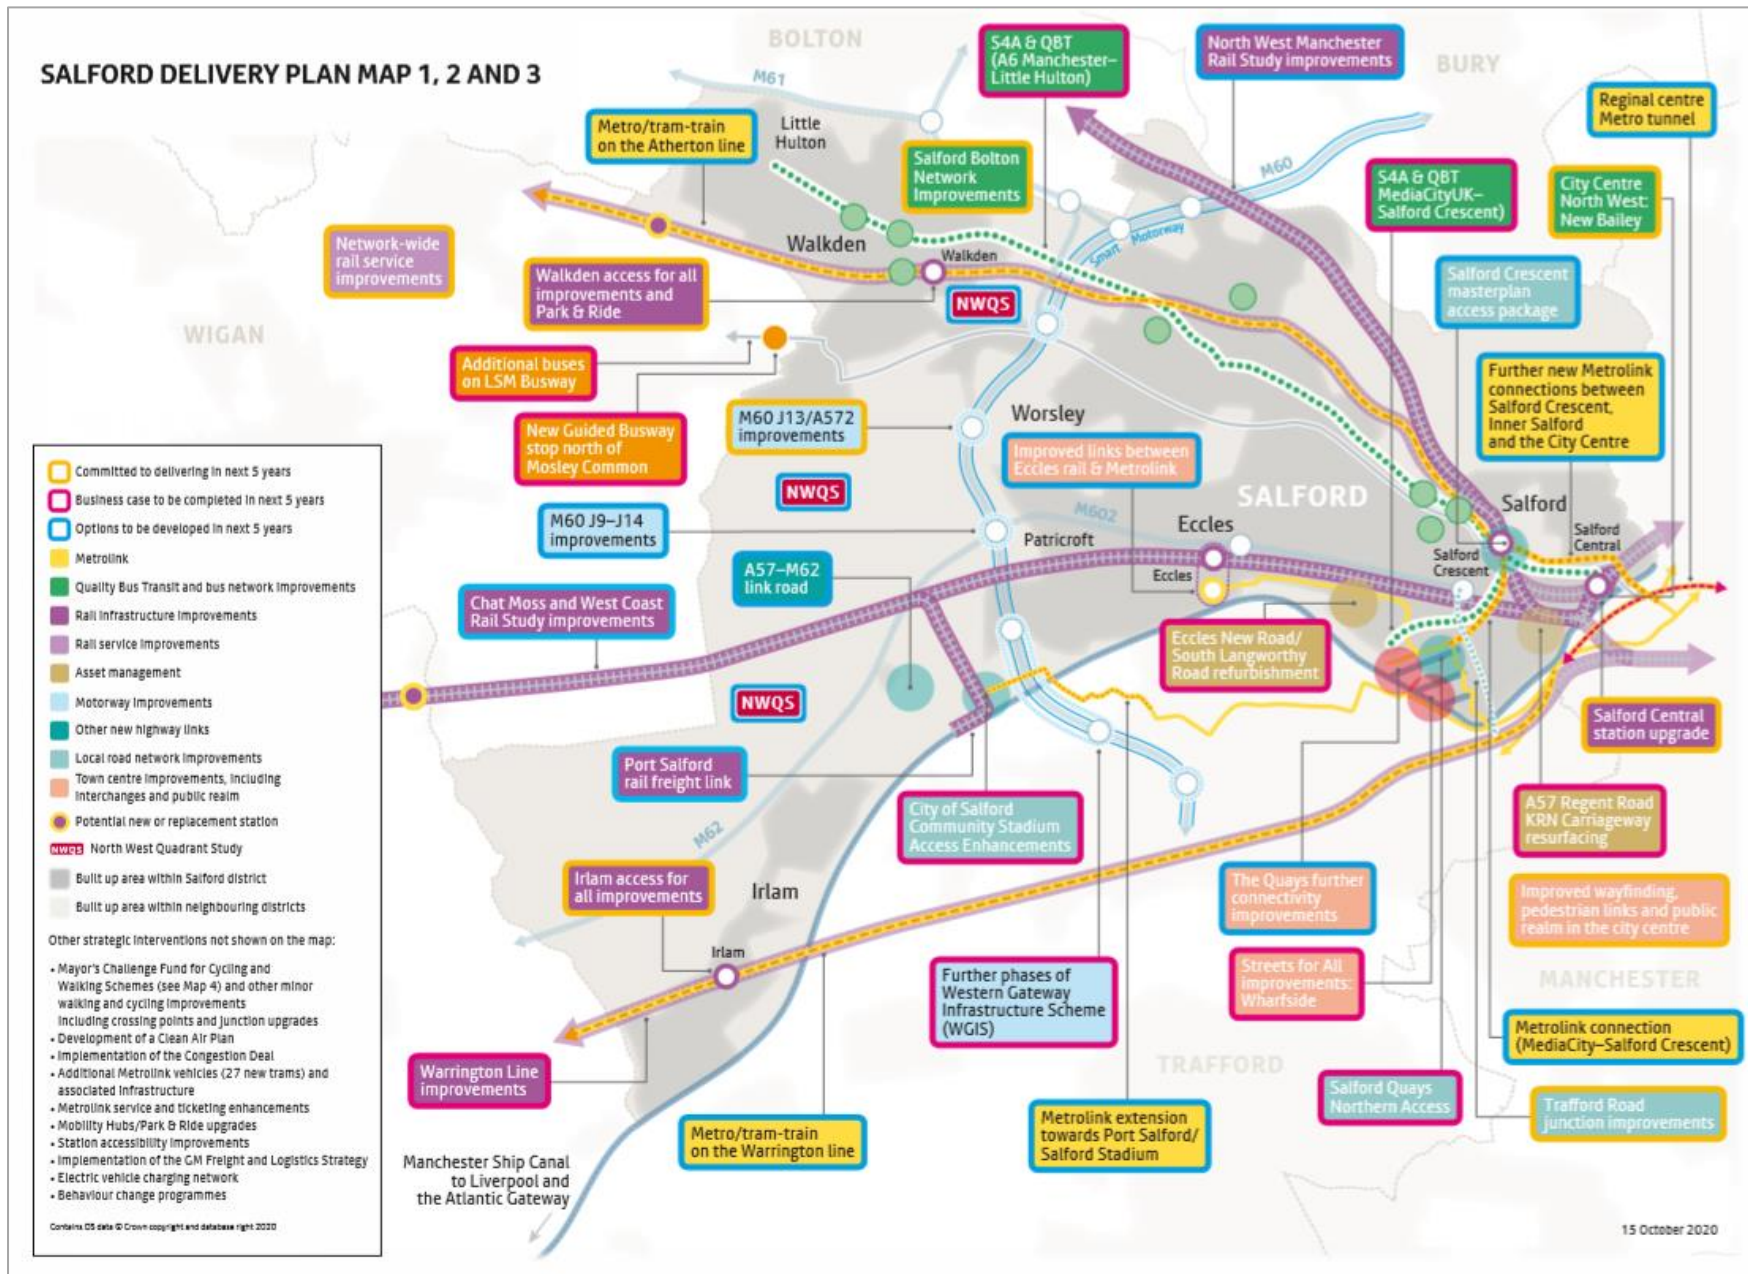 SALFORD DELIVERY PLAN MAP 1, 2 AND 3
BOLTON
BURY
WIGAN
SALFORD
MANCHESTER
TRAFFORD
M61
M60
Smart Motorway
M602
M62
Little
Hulton
Walkden
Walkden
Worsley
Patricroft
Eccles
Eccles
Salford
Salford
Central
Salford
Crescent
Irlam
Irlam
S4A & QBT
(A6 Manchester–
Little Hulton)
North West Manchester
Rail Study improvements
Reginal centre
Metro tunnel
Metro/tram-train
on the Atherton line
Salford Bolton
Network
Improvements
S4A & QBT
MediaCityUK–
Salford Crescent)
City Centre
North West:
New Bailey
Network-wide
rail service
improvements
Walkden access for all
improvements and
Park & Ride
NWQS
Salford Crescent
masterplan
access package
Additional buses
on LSM Busway
Further new Metrolink
connections between
Salford Crescent,
Inner Salford
and the City Centre
New Guided Busway
stop north of
Mosley Common
M60 J13/A572
improvements
Improved links between
Eccles rail & Metrolink
NWQS
M60 J9–J14
improvements
A57–M62
link road
Chat Moss and West Coast
Rail Study improvements
Eccles New Road/
South Langworthy
Road refurbishment
NWQS
Port Salford
rail freight link
Salford Central
station upgrade
City of Salford
Community Stadium
Access Enhancements
A57 Regent Road
KRN Carriageway
resurfacing
Irlam access for
all improvements
The Quays further
connectivity
improvements
Improved wayfinding,
pedestrian links and public
realm in the city centre
Further phases of
Western Gateway
Infrastructure Scheme
(WGIS)
Streets for All
improvements:
Wharfside
Metrolink connection
(MediaCity–Salford Crescent)
Warrington Line
improvements
Salford Quays
Northern Access
Trafford Road
junction improvements
Metro/tram-train
on the Warrington line
Metrolink extension
towards Port Salford/
Salford Stadium
Manchester Ship Canal
to Liverpool and
the Atlantic Gateway
15 October 2020
Committed to delivering in next 5 years
Business case to be completed in next 5 years
Options to be developed in next 5 years
Metrolink
Quality Bus Transit and bus network improvements
Rail infrastructure improvements
Rail service improvements
Asset management
Motorway improvements
Other new highway links
Local road network improvements
Town centre improvements, including
interchanges and public realm
Potential new or replacement station
NWQS North West Quadrant Study
Built up area within Salford district
Built up area within neighbouring districts
Other strategic interventions not shown on the map:
• Mayor's Challenge Fund for Cycling and
Walking Schemes (see Map 4) and other minor
walking and cycling improvements
including crossing points and junction upgrades
• Development of a Clean Air Plan
• Implementation of the Congestion Deal
• Additional Metrolink vehicles (27 new trams) and
associated infrastructure
• Metrolink service and ticketing enhancements
• Mobility Hubs/Park & Ride upgrades
• Station accessibility improvements
• Implementation of the GM Freight and Logistics Strategy
• Electric vehicle charging network
• Behaviour change programmes
Contains OS data © Crown copyright and database right 2020